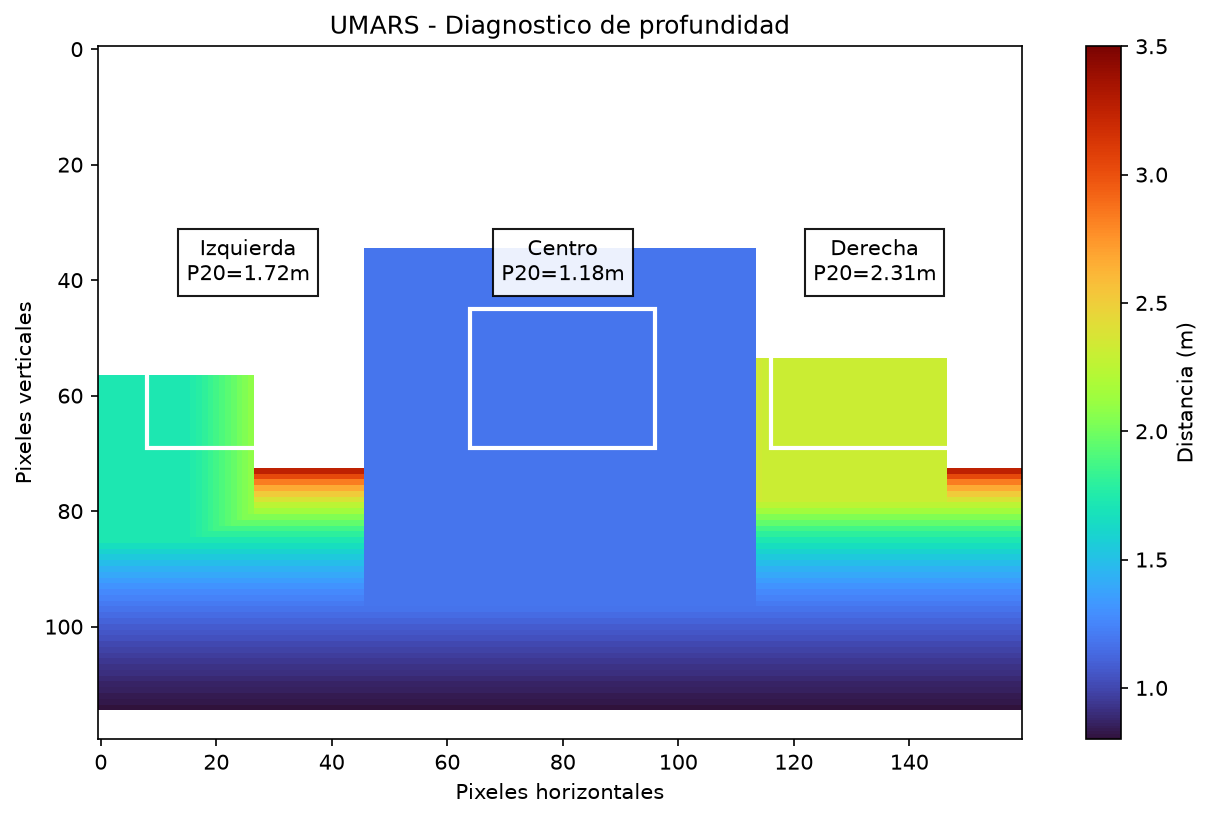 UMARS - Diagnostico de profundidad
Izquierda
P20=1.72m
Centro
P20=1.18m
Derecha
P20=2.31m
0
20
40
60
80
100
Pixeles verticales
0
20
40
60
80
100
120
140
Pixeles horizontales
3.5
3.0
2.5
2.0
1.5
1.0
Distancia (m)